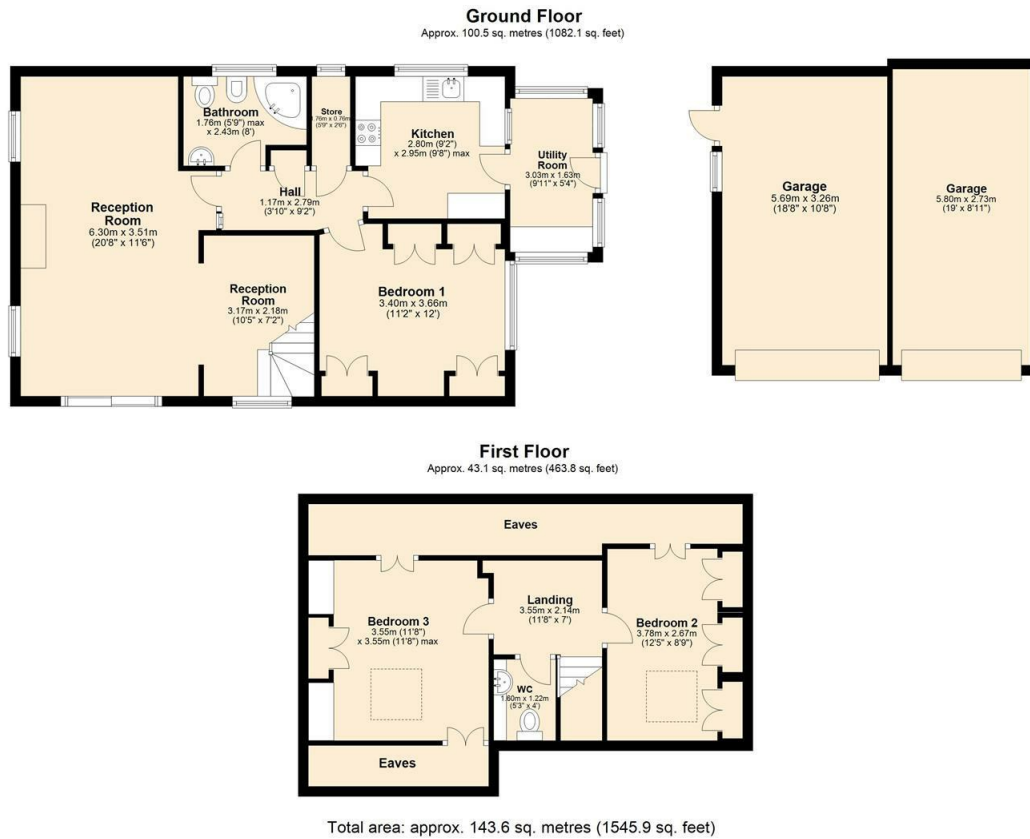 Ground Floor
Approx. 100.5 sq. metres (1082.1 sq. feet)
Bathroom
1.76m (5'9") max
x 2.43m (8')
Store
1.76m x 0.76m
(5'9" x 2'6")
Kitchen
2.80m (9'2")
x 2.95m (9'8") max
Utility
Room
3.03m x 1.63m
(9'11" x 5'4")
Hall
1.17m x 2.79m
(3'10" x 9'2")
Reception
Room
6.30m x 3.51m
(20'8" x 11'6")
Reception
Room
3.17m x 2.18m
(10'5" x 7'2")
Bedroom 1
3.40m x 3.66m
(11'2" x 12')
Garage
5.69m x 3.26m
(18'8" x 10'8")
Garage
5.80m x 2.73m
(19' x 8'11")
First Floor
Approx. 43.1 sq. metres (463.8 sq. feet)
Eaves
Bedroom 3
3.55m (11'8")
x 3.55m (11'8") max
Landing
3.55m x 2.14m
(11'8" x 7')
Bedroom 2
3.78m x 2.67m
(12'5" x 8'9")
WC
1.60m x 1.22m
(5'3" x 4')
Eaves
Total area: approx. 143.6 sq. metres (1545.9 sq. feet)